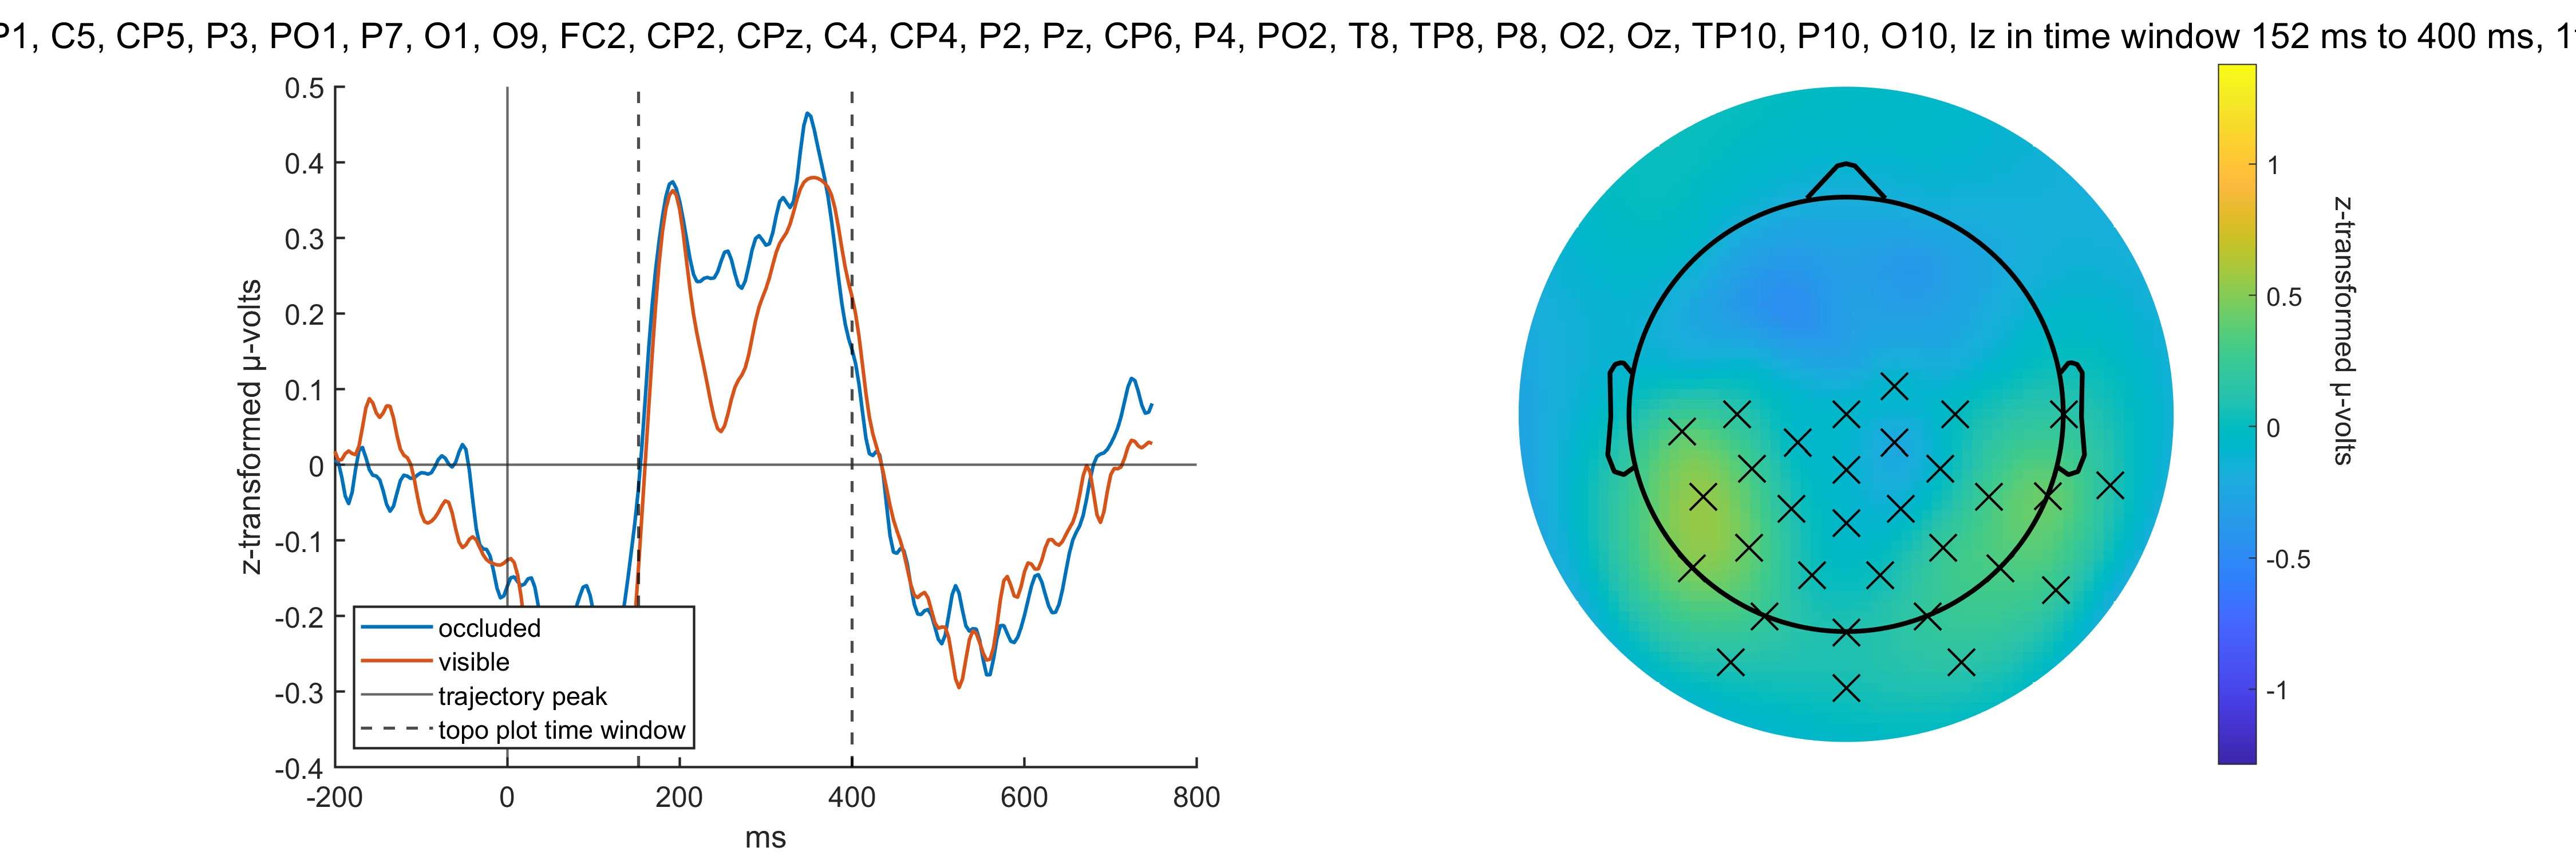 P1, C5, CP5, P3, PO1, P7, O1, O9, FC2, CP2, CPz, C4, CP4, P2, Pz, CP6, P4, PO2, T8, TP8, P8, O2, Oz, TP10, P10, O10, Iz in time window 152 ms to 400 ms,
0.5
0.4
0.3
0.2
0.1
0
-0.1
-0.2
-0.3
-0.4
z-transformed µ-volts
-200
0
200
400
600
800
ms
occluded
visible
trajectory peak
topo plot time window
1
0.5
0
-0.5
-1
z-transformed µ-volts